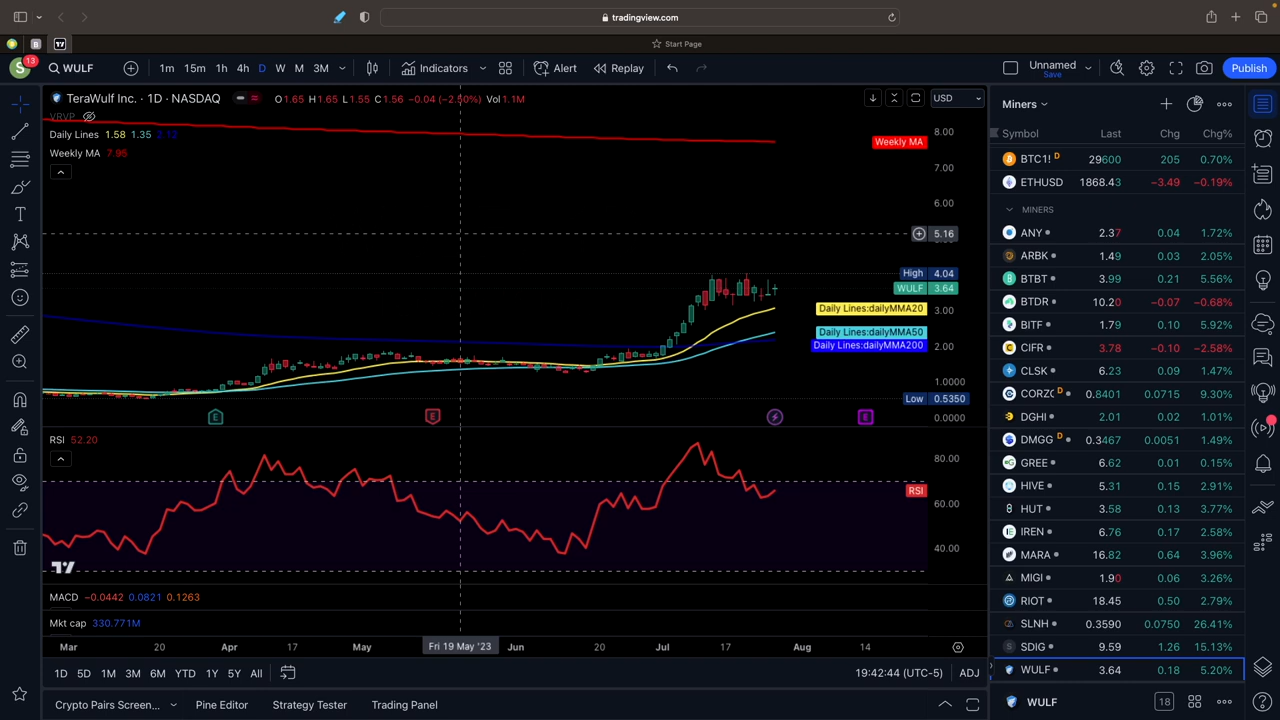 tradingview.com
Start Page
S 13 WULF 1m 15m 1h 4h D W M 3M Indicators Alert Replay Unnamed Save Publish
TeraWulf Inc. · 1D · NASDAQ O1.65 H1.65 L1.55 C1.56 −0.04 (−2.50%) Vol1.1M USD
VRVP
Daily Lines 1.58 1.35 2.12
Weekly MA 7.95
8.00
Weekly MA
7.00
6.00
5.16
High 4.04
WULF 3.64
Daily Lines:dailyMMA20 3.00
Daily Lines:dailyMMA50
Daily Lines:dailyMMA200 2.00
1.0000
Low 0.5350
0.0000
E E
RSI 52.20
80.00
RSI
60.00
40.00
MACD −0.0442 0.0821 0.1263
Mkt cap 330.771M
Mar 20 Apr 17 May Fri 19 May '23 Jun 20 Jul 17 Aug 14
1D 5D 1M 3M 6M YTD 1Y 5Y All 19:42:44 (UTC-5) ADJ
Crypto Pairs Screen... Pine Editor Strategy Tester Trading Panel
Miners
Symbol Last Chg Chg%
BTC1! D 29600 205 0.70%
ETHUSD 1868.43 −3.49 −0.19%
MINERS
ANY 2.37 0.04 1.72%
ARBK 1.49 0.03 2.05%
BTBT 3.99 0.21 5.56%
BTDR 10.20 −0.07 −0.68%
BITF 1.79 0.10 5.92%
CIFR 3.78 −0.10 −2.58%
CLSK 6.23 0.09 1.47%
CORZ D 0.8401 0.0715 9.30%
DGHI 2.01 0.02 1.01%
DMGG D 0.3467 0.0051 1.49%
GREE 6.62 0.01 0.15%
HIVE 5.31 0.15 2.91%
HUT 3.58 0.13 3.77%
IREN 6.76 0.17 2.58%
MARA 16.82 0.64 3.96%
MIGI 1.90 0.06 3.26%
RIOT 18.45 0.50 2.79%
SLNH 0.3590 0.0750 26.41%
SDIG 9.59 1.26 15.13%
WULF 3.64 0.18 5.20%
WULF 18